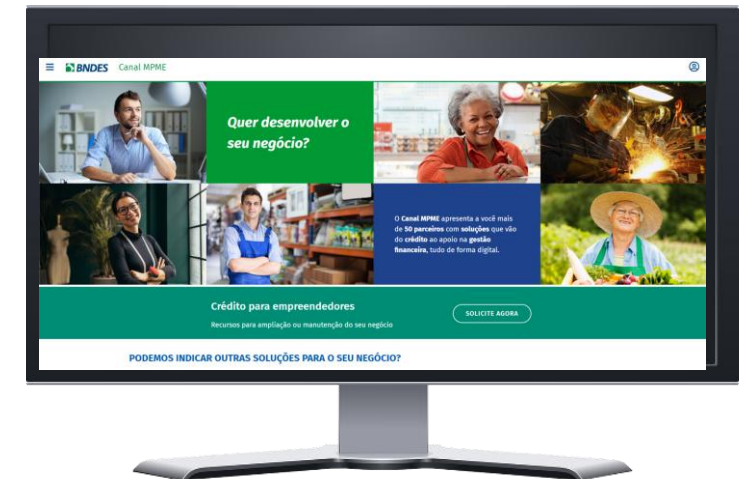 BNDES Canal MPME
Quer desenvolver o
seu negócio?
O Canal MPME apresenta a você mais
de 50 parceiros com soluções que vão
do crédito ao apoio na gestão
financeira, tudo de forma digital.
Crédito para empreendedores
Recursos para ampliação ou manutenção do seu negócio
SOLICITE AGORA
PODEMOS INDICAR OUTRAS SOLUÇÕES PARA O SEU NEGÓCIO?